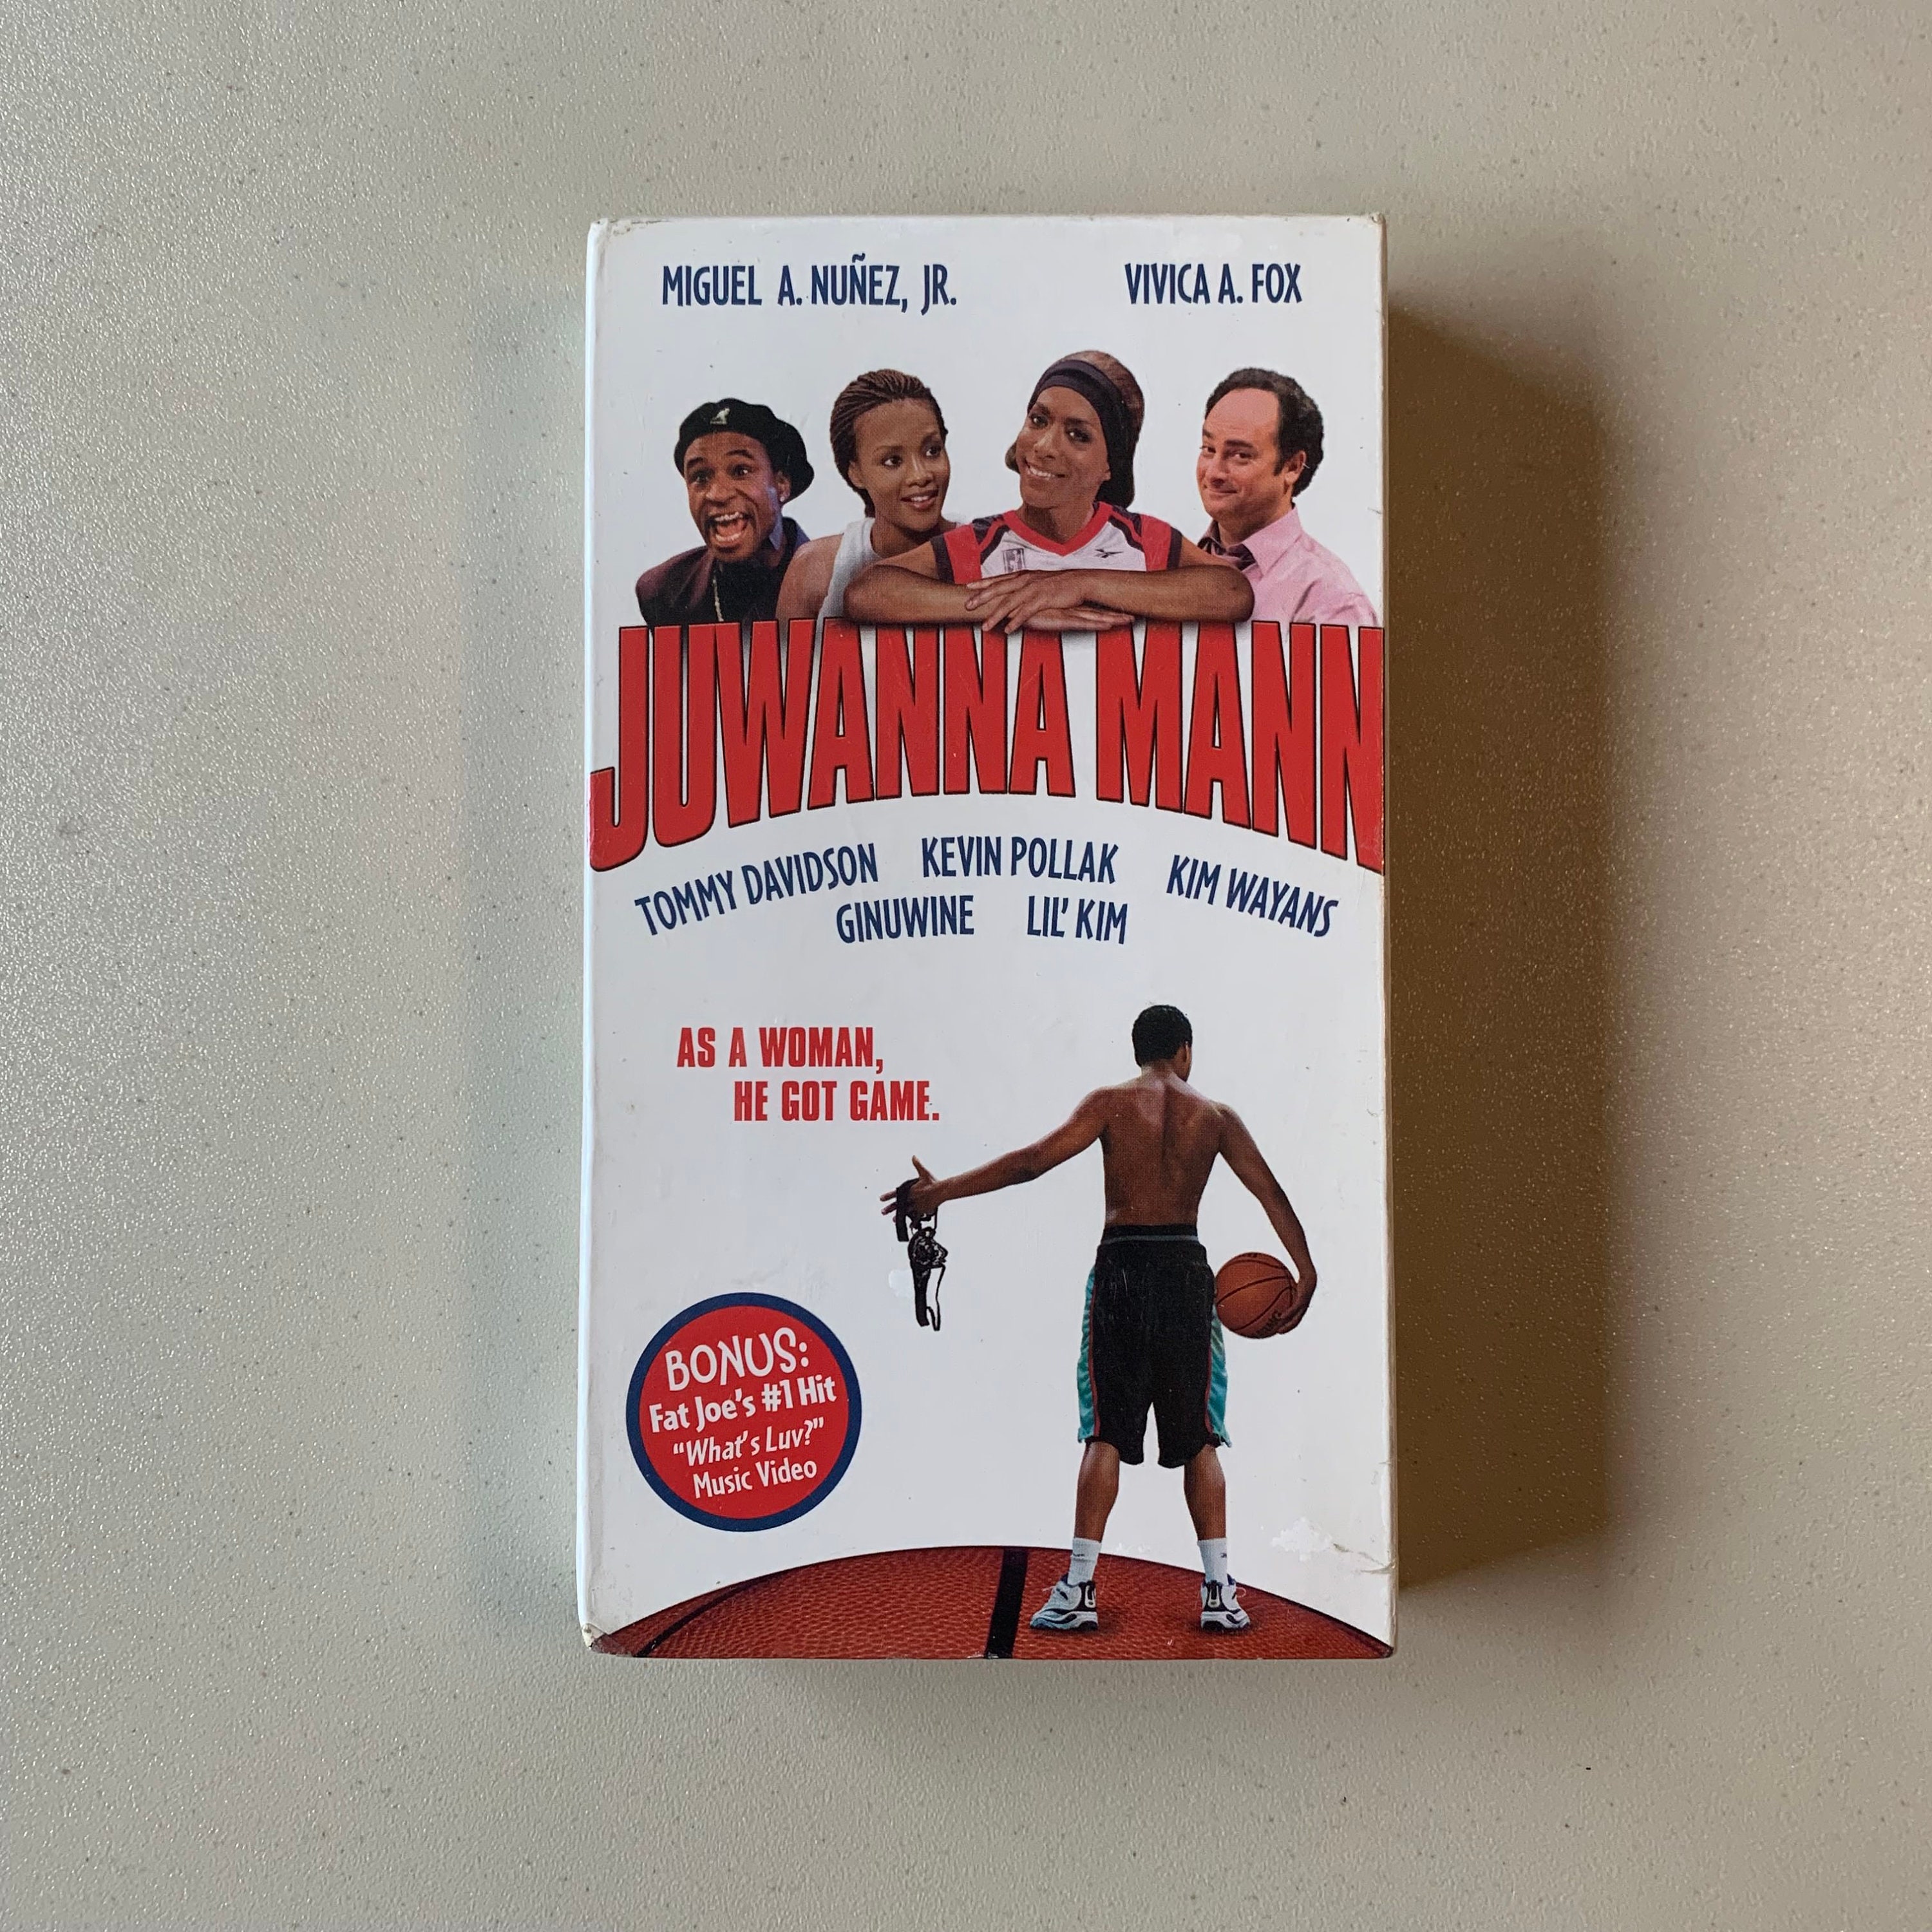 MIGUEL A. NUÑEZ, JR. VIVICA A. FOX
JUWANNA MANN
TOMMY DAVIDSON KEVIN POLLAK KIM WAYANS
GINUWINE LIL' KIM
AS A WOMAN,
HE GOT GAME.
BONUS:
Fat Joe's #1 Hit
"What's Luv?"
Music Video